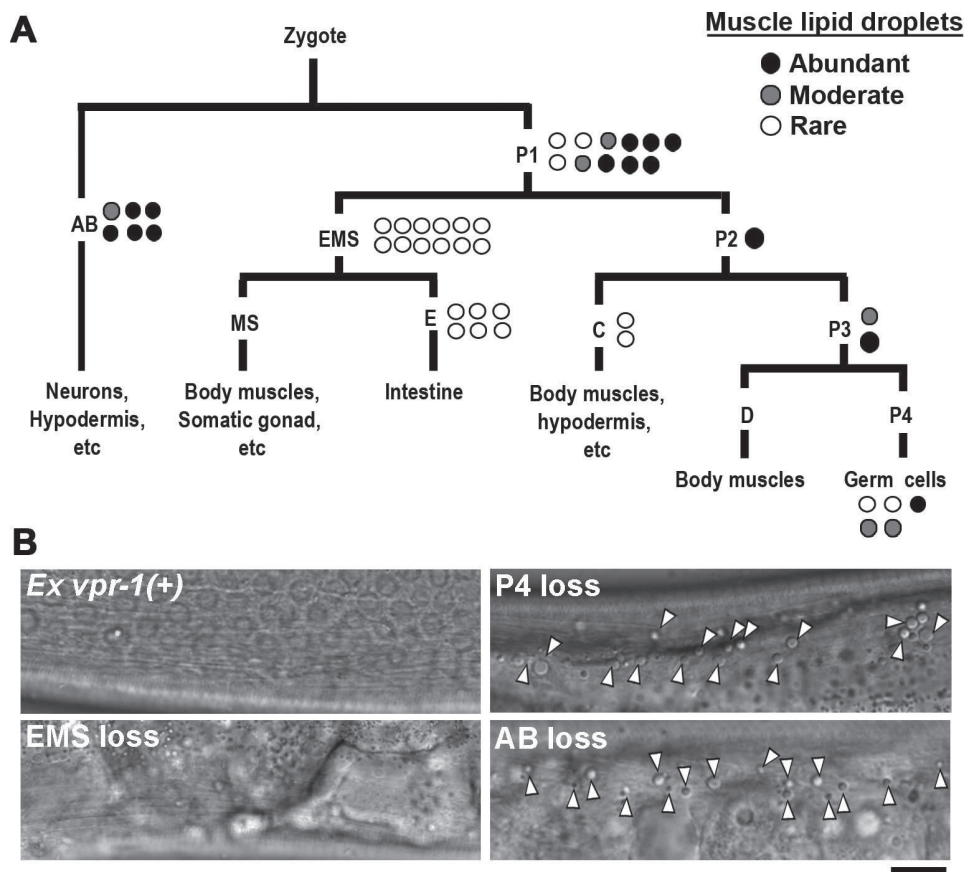 A
Zygote
Muscle lipid droplets
Abundant
Moderate
Rare
P1
AB
EMS
P2
MS
E
C
P3
Neurons,
Hypodermis,
etc
Body muscles,
Somatic gonad,
etc
Intestine
Body muscles,
hypodermis,
etc
D
P4
Body muscles
Germ cells
B
Ex vpr-1(+)
P4 loss
EMS loss
AB loss